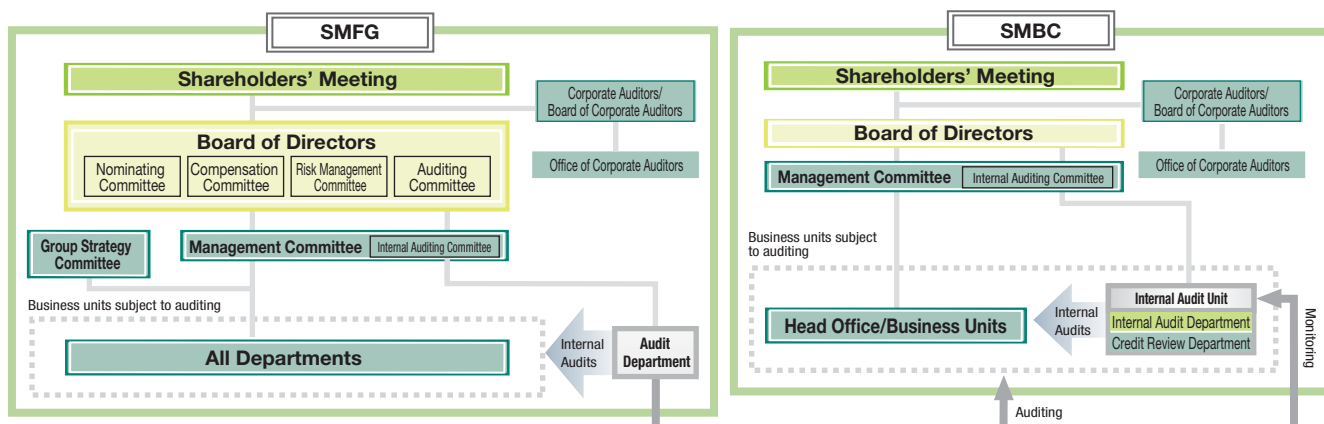 SMFG
Shareholders' Meeting
Corporate Auditors/
Board of Corporate Auditors
Board of Directors
Nominating
Committee
Compensation
Committee
Risk Management
Committee
Auditing
Committee
Office of Corporate Auditors
Group Strategy
Committee
Management Committee
Internal Auditing Committee
Business units subject to auditing
All Departments
Internal
Audits
Audit
Department
SMBC
Shareholders' Meeting
Corporate Auditors/
Board of Corporate Auditors
Board of Directors
Office of Corporate Auditors
Management Committee
Internal Auditing Committee
Business units subject
to auditing
Head Office/Business Units
Internal
Audits
Internal Audit Unit
Internal Audit Department
Credit Review Department
Monitoring
Auditing